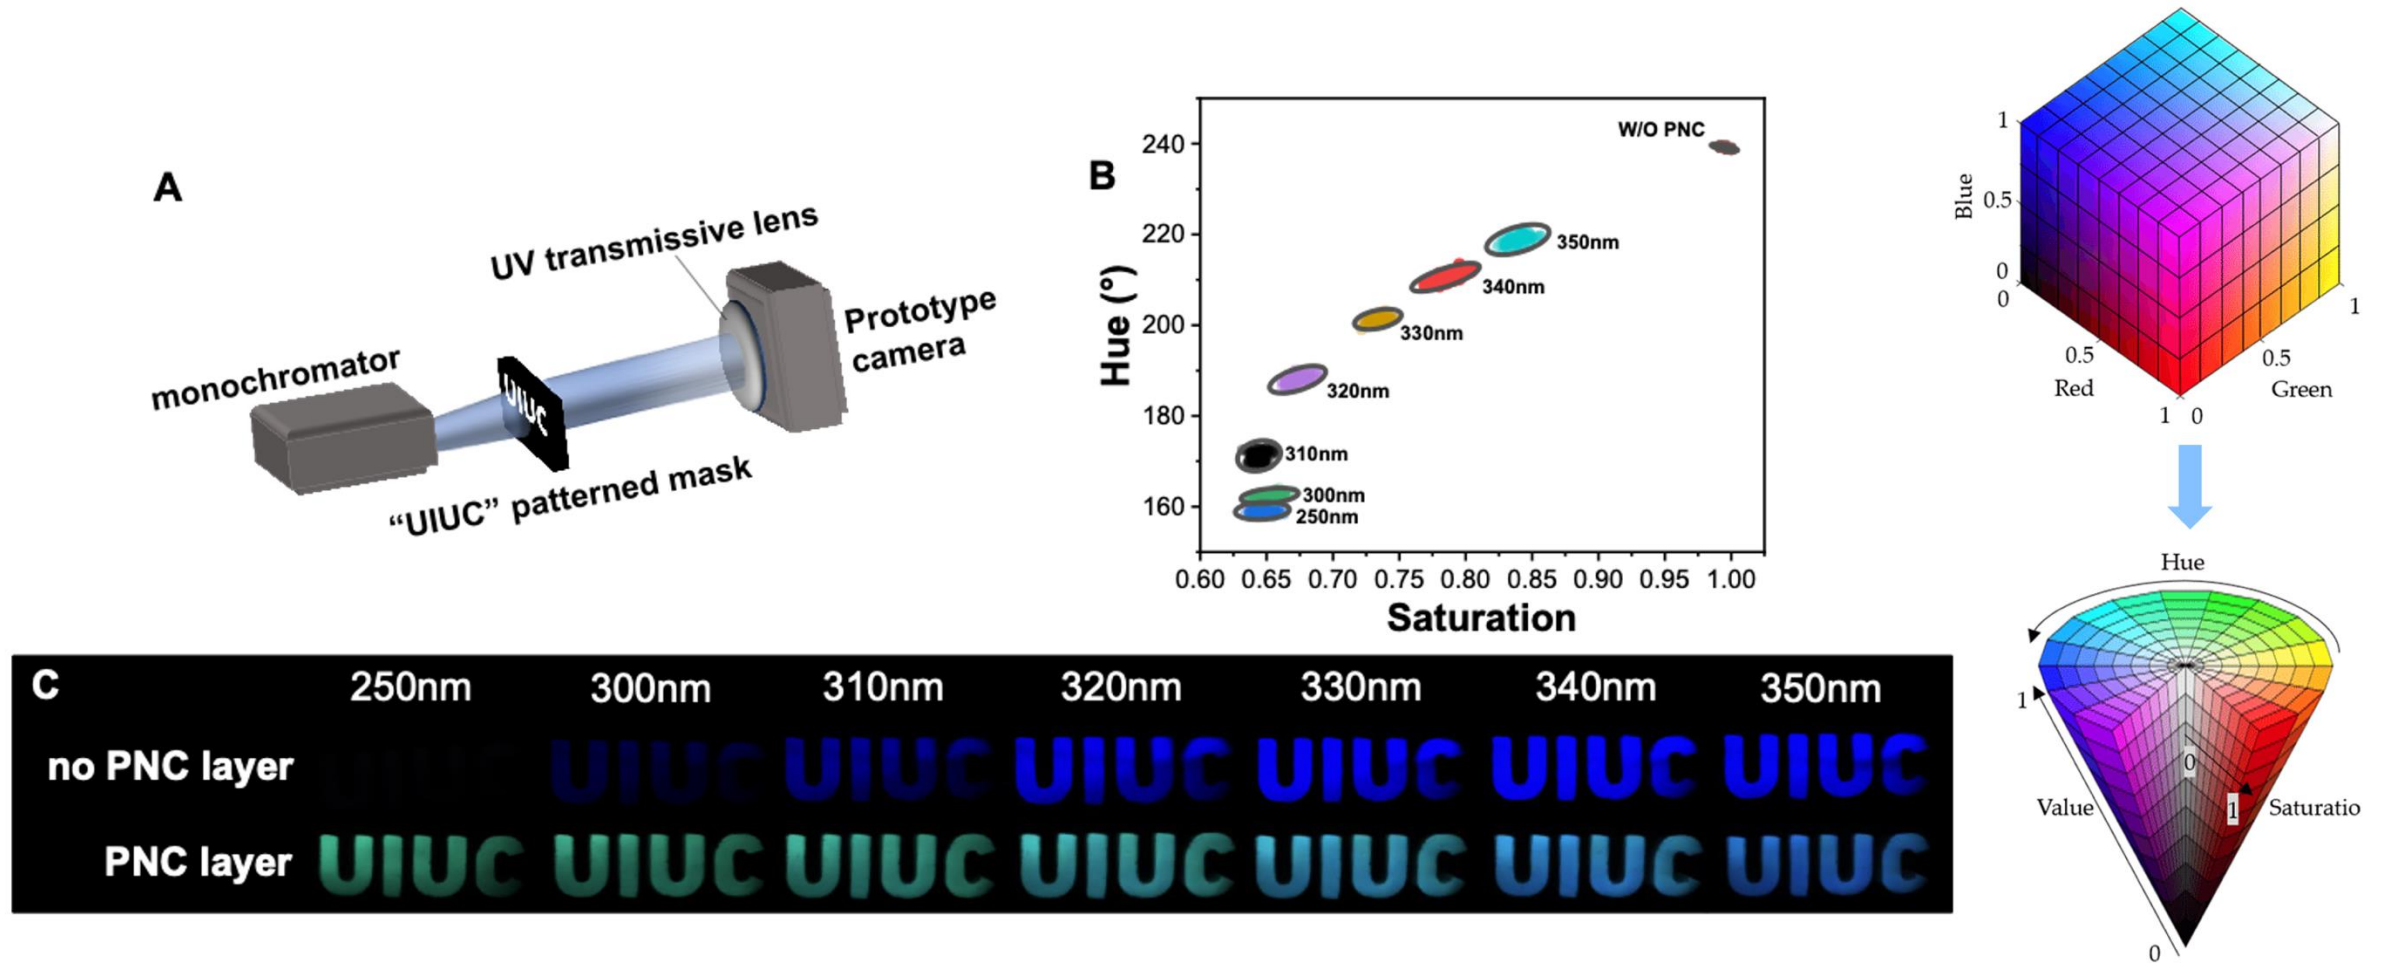 A
monochromator
UV transmissive lens
Prototype
camera
UIUC
“UIUC” patterned mask
B
Hue (°)
240
220
200
180
160
W/O PNC
350nm
340nm
330nm
320nm
310nm
300nm
250nm
0.60 0.65 0.70 0.75 0.80 0.85 0.90 0.95 1.00
Saturation
Blue
1
0.5
0
0
0.5
Red
1
0
0.5
Green
1
Hue
1
Value
0
0
1
Saturatio
C
250nm 300nm 310nm 320nm 330nm 340nm 350nm
no PNC layer
UIUC UIUC UIUC UIUC UIUC UIUC UIUC
PNC layer
UIUC UIUC UIUC UIUC UIUC UIUC UIUC